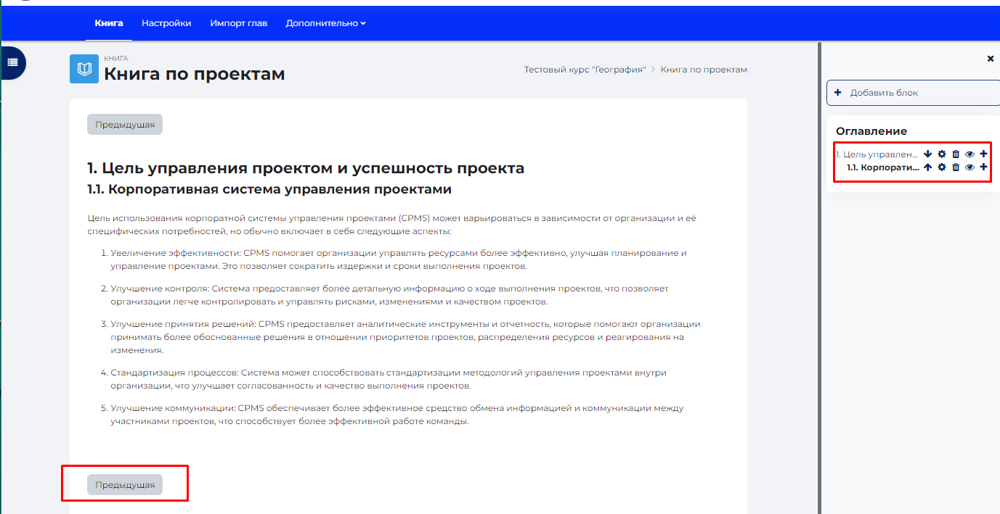 Книга Настройки Импорт глав Дополнительно
КНИГА
Книга по проектам
Тестовый курс "География" > Книга по проектам
Добавить блок
Предыдущая
Оглавление
1. Цель управлен...
1.1. Корпорати...
1. Цель управления проектом и успешность проекта
1.1. Корпоративная система управления проектами
Цель использования корпоратной системы управления проектами (CPMS) может варьироваться в зависимости от организации и её
специфических потребностей, но обычно включает в себя следующие аспекты:
1. Увеличение эффективности: CPMS помогает организации управлять ресурсами более эффективно, улучшая планирование и
управление проектами. Это позволяет сократить издержки и сроки выполнения проектов.
2. Улучшение контроля: Система предоставляет более детальную информацию о ходе выполнения проектов, что позволяет
организации легче контролировать и управлять рисками, изменениями и качеством проектов.
3. Улучшение принятия решений: CPMS предоставляет аналитические инструменты и отчетность, которые помогают организации
принимать более обоснованные решения в отношении приоритетов проектов, распределения ресурсов и реагирования на
изменения.
4. Стандартизация процессов: Система может способствовать стандартизации методологий управления проектами внутри
организации, что улучшает согласованность и качество выполнения проектов.
5. Улучшение коммуникации: CPMS обеспечивает более эффективное средство обмена информацией и коммуникации между
участниками проектов, что способствует более эффективной работе команды.
Предыдущая